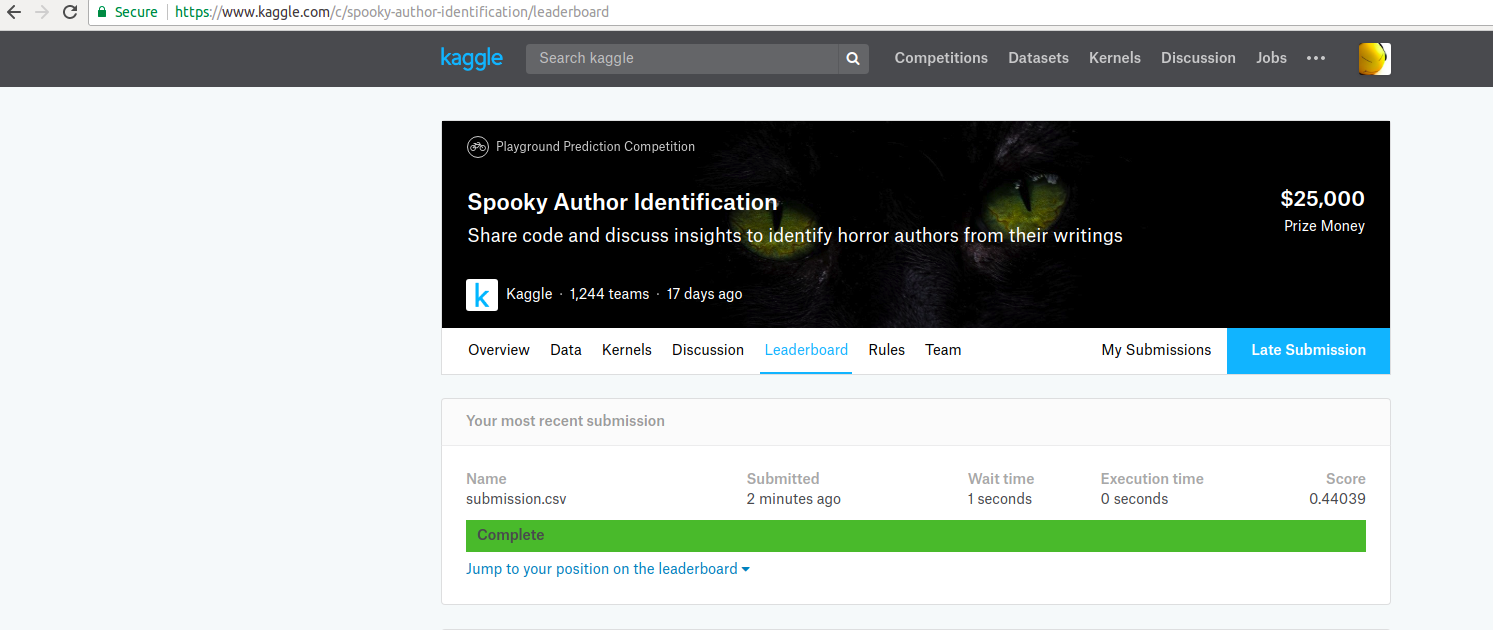 Secure https://www.kaggle.com/c/spooky-author-identification/leaderboard
kaggle Search kaggle Competitions Datasets Kernels Discussion Jobs
Playground Prediction Competition
Spooky Author Identification
$25,000
Share code and discuss insights to identify horror authors from their writings
Prize Money
k Kaggle · 1,244 teams · 17 days ago
Overview Data Kernels Discussion Leaderboard Rules Team My Submissions Late Submission
Your most recent submission
Name Submitted Wait time Execution time Score
submission.csv 2 minutes ago 1 seconds 0 seconds 0.44039
Complete
Jump to your position on the leaderboard